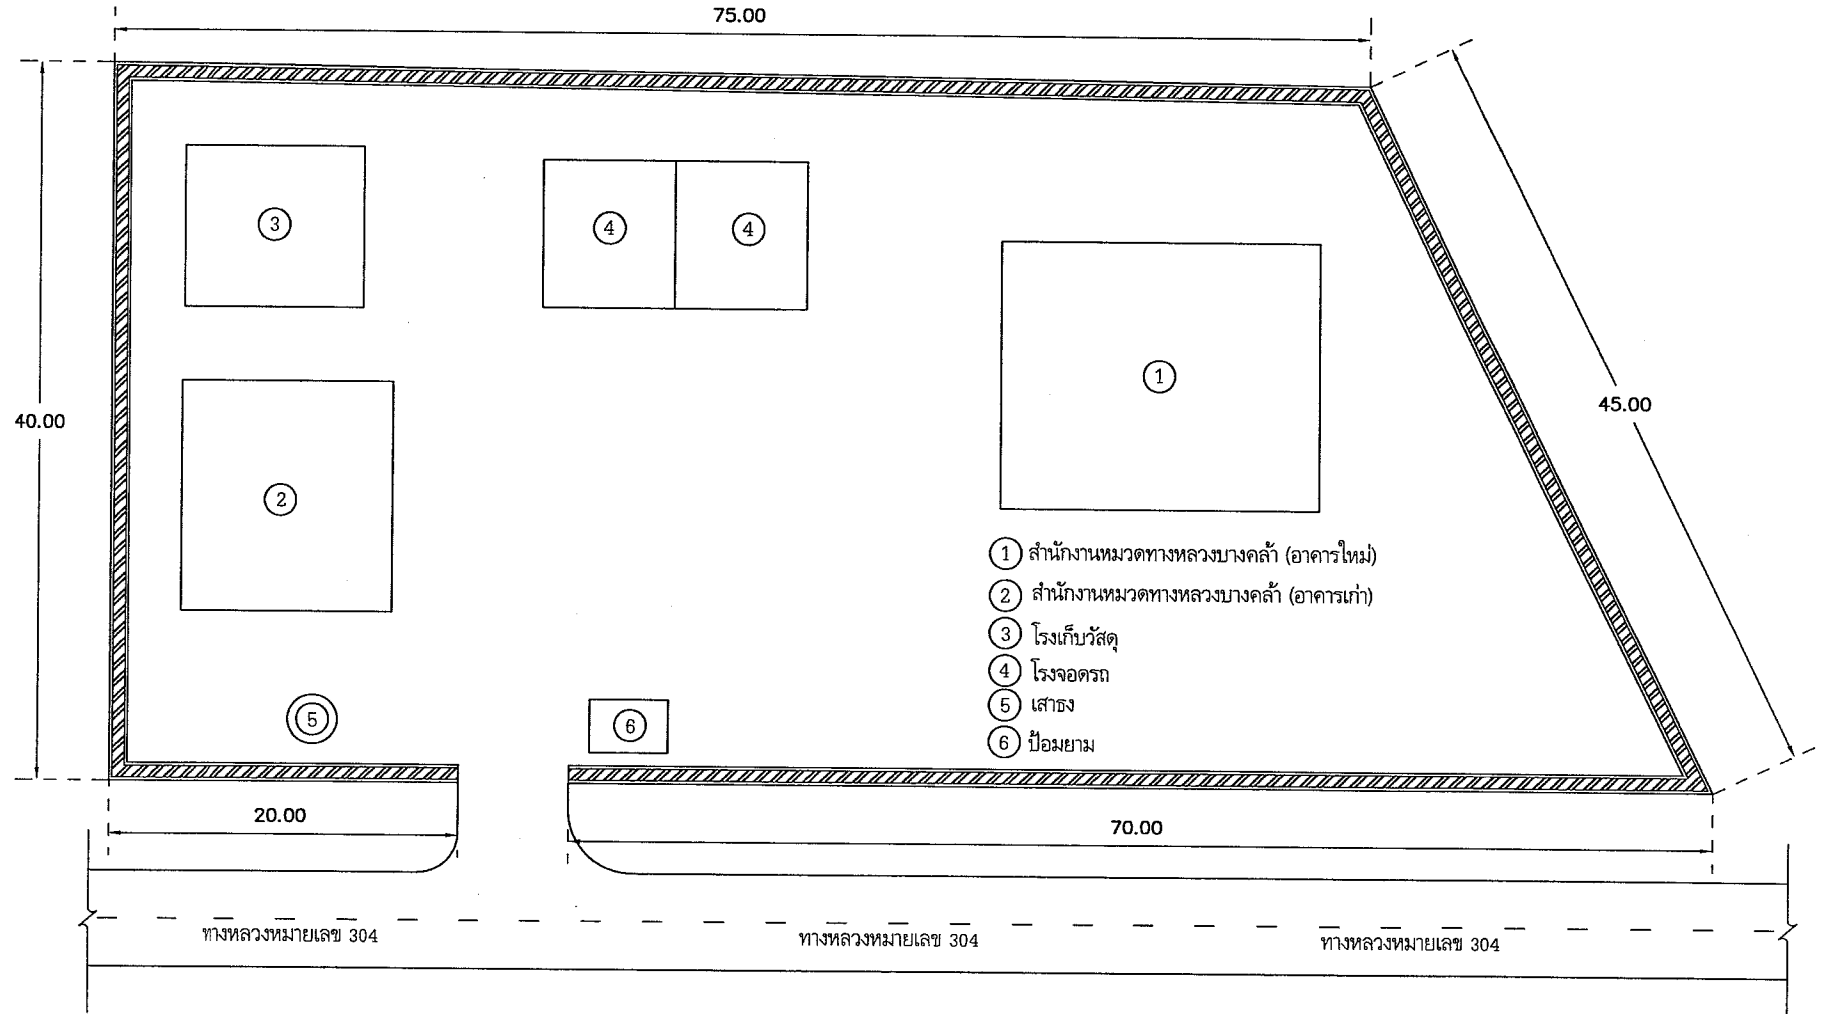 75.00
3
4
4
1
40.00
45.00
2
1 สำนักงานหมวดทางหลวงบางคล้า (อาคารใหม่)
2 สำนักงานหมวดทางหลวงบางคล้า (อาคารเก่า)
3 โรงเก็บวัสดุ
4 โรงจอดรถ
5 เสาธง
6 ป้อมยาม
5
6
20.00
70.00
ทางหลวงหมายเลข 304
ทางหลวงหมายเลข 304
ทางหลวงหมายเลข 304